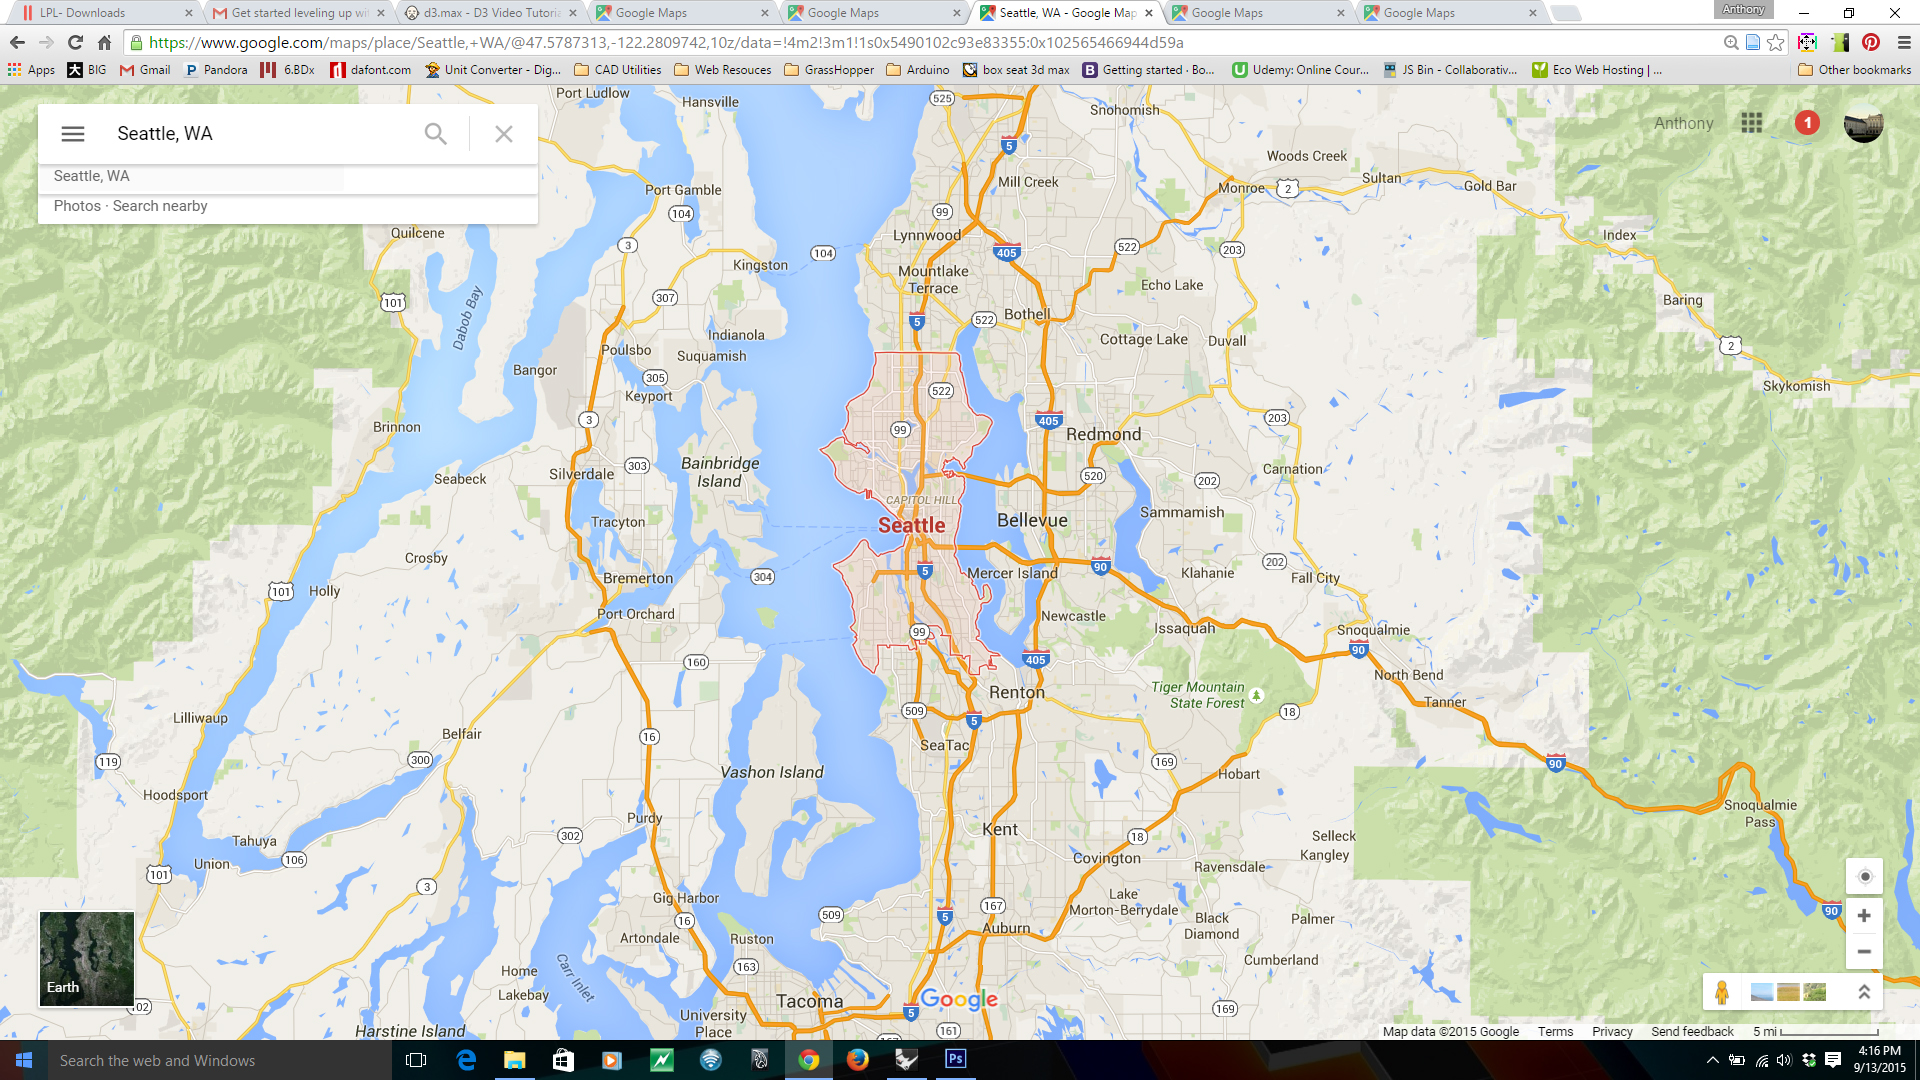 LPL- Downloads
Get started leveling up wit
d3.max - D3 Video Tutoria
Google Maps
Google Maps
Seattle, WA - Google Map
Google Maps
Google Maps
Anthony
https://www.google.com/maps/place/Seattle,+WA/@47.5787313,-122.2809742,10z/data=!4m2!3m1!1s0x5490102c93e83355:0x102565466944d59a
Apps
BIG
Gmail
Pandora
6.BDx
dafont.com
Unit Converter - Dig...
CAD Utilities
Web Resouces
GrassHopper
Arduino
box seat 3d max
Getting started · Bo...
Udemy: Online Cour...
JS Bin - Collaborativ...
Eco Web Hosting | ...
Other bookmarks
Seattle, WA
Seattle, WA
Photos · Search nearby
Anthony
1
Port Ludlow
Hansville
525
Snohomish
5
Woods Creek
Mill Creek
Port Gamble
Monroe
2
Sultan
Gold Bar
104
99
Quilcene
3
Lynnwood
405
522
203
Index
104
Kingston
Mountlake
Terrace
Echo Lake
101
307
Dabob Bay
Baring
5
522
Bothell
Indianola
Cottage Lake
Duvall
Poulsbo
Suquamish
2
Bangor
305
Keyport
522
Skykomish
3
99
405
203
Brinnon
Redmond
Silverdale
303
Bainbridge
Island
520
Carnation
Seabeck
202
CAPITOL HILL
Tracyton
Seattle
Bellevue
Sammamish
Crosby
Bremerton
304
5
Mercer Island
90
Klahanie
202
Fall City
101
Holly
Port Orchard
Newcastle
99
Issaquah
Snoqualmie
160
405
90
North Bend
Renton
Tiger Mountain
State Forest
Tanner
Lilliwaup
509
5
18
Belfair
16
SeaTac
119
300
Vashon Island
169
Hobart
90
Hoodsport
Snoqualmie
Pass
Purdy
Kent
Tahuya
302
18
Selleck
Kangley
Union
106
Covington
Ravensdale
101
3
Gig Harbor
Lake
Morton-Berrydale
16
509
5
167
Black
Diamond
Palmer
90
Artondale
Ruston
Auburn
163
Cumberland
Home
Lakebay
Carr Inlet
Earth
102
Tacoma
Google
169
University
Place
5
161
167
Harstine Island
Map data ©2015 Google
Terms
Privacy
Send feedback
5 mi
Search the web and Windows
Ps
4:16 PM
9/13/2015